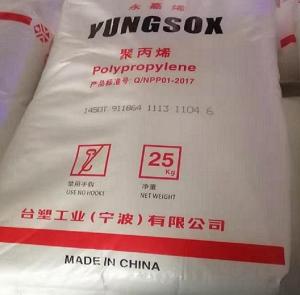 永嘉烯
YUNGSOX
聚丙烯
Polypropylene
产品标准号: Q/NPP01-2017
1113 1104 6
禁用手钩
USE NO HOOKS
25
Kg
净重
NET WEIGHT
台塑工业(宁波)有限公司
MADE IN CHINA